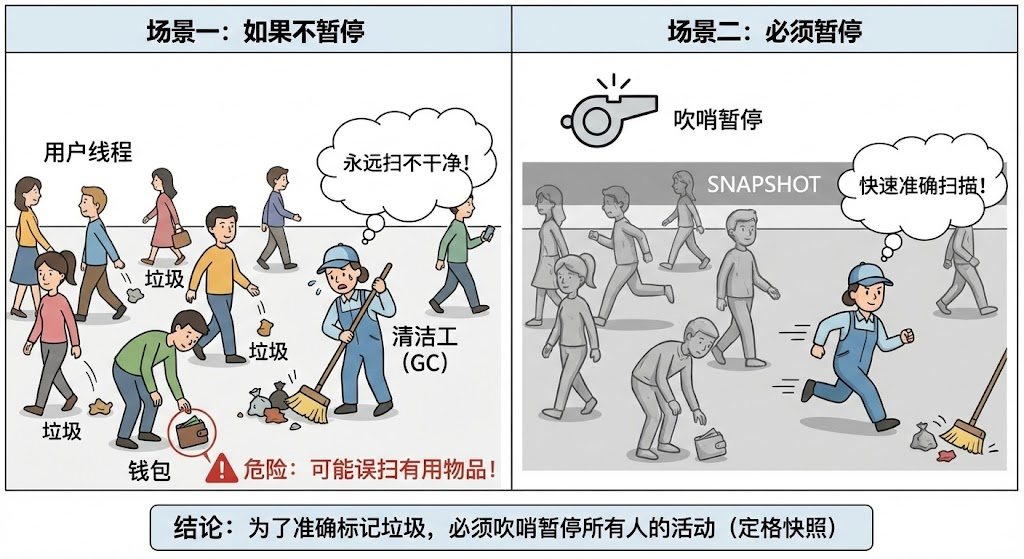 场景一：如果不暂停
用户线程
永远扫不干净！
垃圾
垃圾
清洁工
（GC）
垃圾
钱包
危险：可能误扫有用物品！
场景二：必须暂停
吹哨暂停
SNAPSHOT
快速准确扫描！
结论：为了准确标记垃圾，必须吹哨暂停所有人的活动（定格快照）